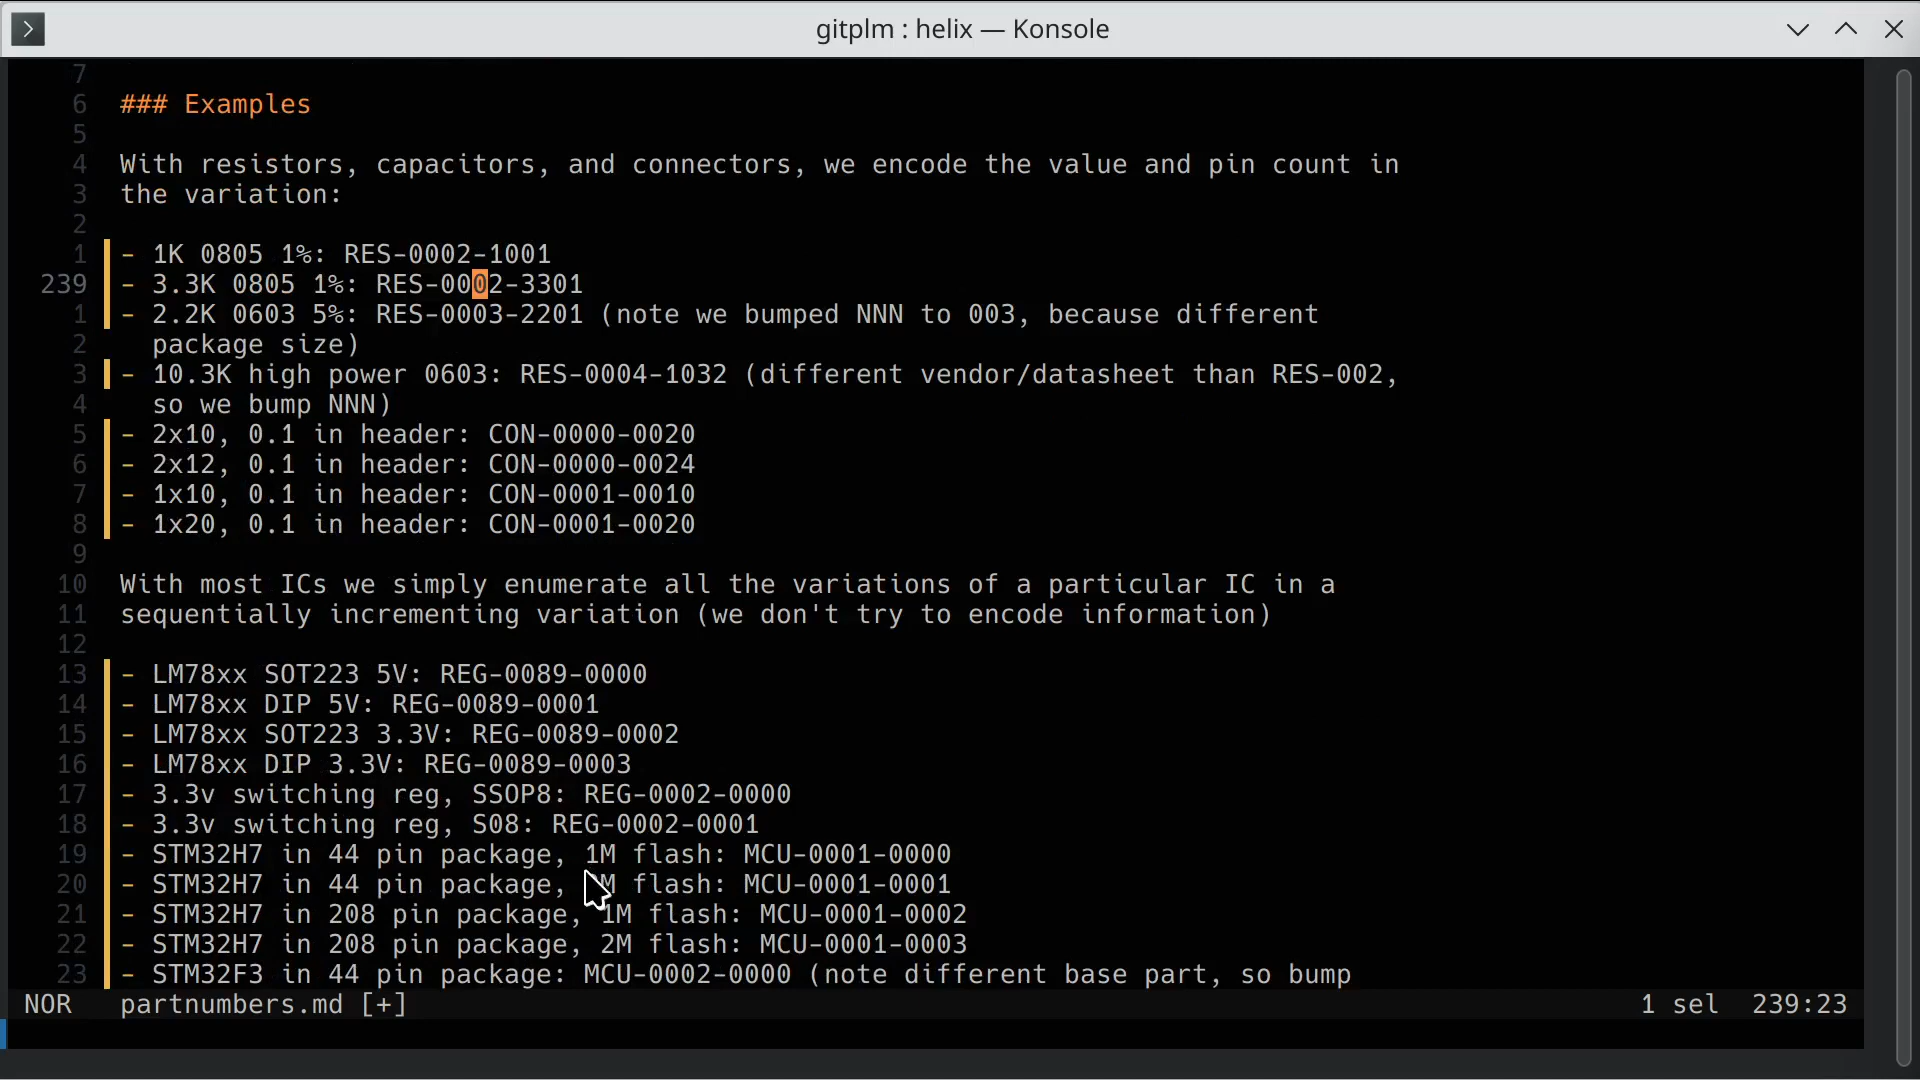 gitplm : helix — Konsole
7
6 ### Examples
5
4 With resistors, capacitors, and connectors, we encode the value and pin count in
3 the variation:
2
1 - 1K 0805 1%: RES-0002-1001
239 - 3.3K 0805 1%: RES-0002-3301
1 - 2.2K 0603 5%: RES-0003-2201 (note we bumped NNN to 003, because different
2 package size)
3 - 10.3K high power 0603: RES-0004-1032 (different vendor/datasheet than RES-002,
4 so we bump NNN)
5 - 2x10, 0.1 in header: CON-0000-0020
6 - 2x12, 0.1 in header: CON-0000-0024
7 - 1x10, 0.1 in header: CON-0001-0010
8 - 1x20, 0.1 in header: CON-0001-0020
9
10 With most ICs we simply enumerate all the variations of a particular IC in a
11 sequentially incrementing variation (we don't try to encode information)
12
13 - LM78xx SOT223 5V: REG-0089-0000
14 - LM78xx DIP 5V: REG-0089-0001
15 - LM78xx SOT223 3.3V: REG-0089-0002
16 - LM78xx DIP 3.3V: REG-0089-0003
17 - 3.3v switching reg, SSOP8: REG-0002-0000
18 - 3.3v switching reg, S08: REG-0002-0001
19 - STM32H7 in 44 pin package, 1M flash: MCU-0001-0000
20 - STM32H7 in 44 pin package, flash: MCU-0001-0001
21 - STM32H7 in 208 pin package, 1M flash: MCU-0001-0002
22 - STM32H7 in 208 pin package, 2M flash: MCU-0001-0003
23 - STM32F3 in 44 pin package: MCU-0002-0000 (note different base part, so bump
NOR partnumbers.md [+] 1 sel 239:23